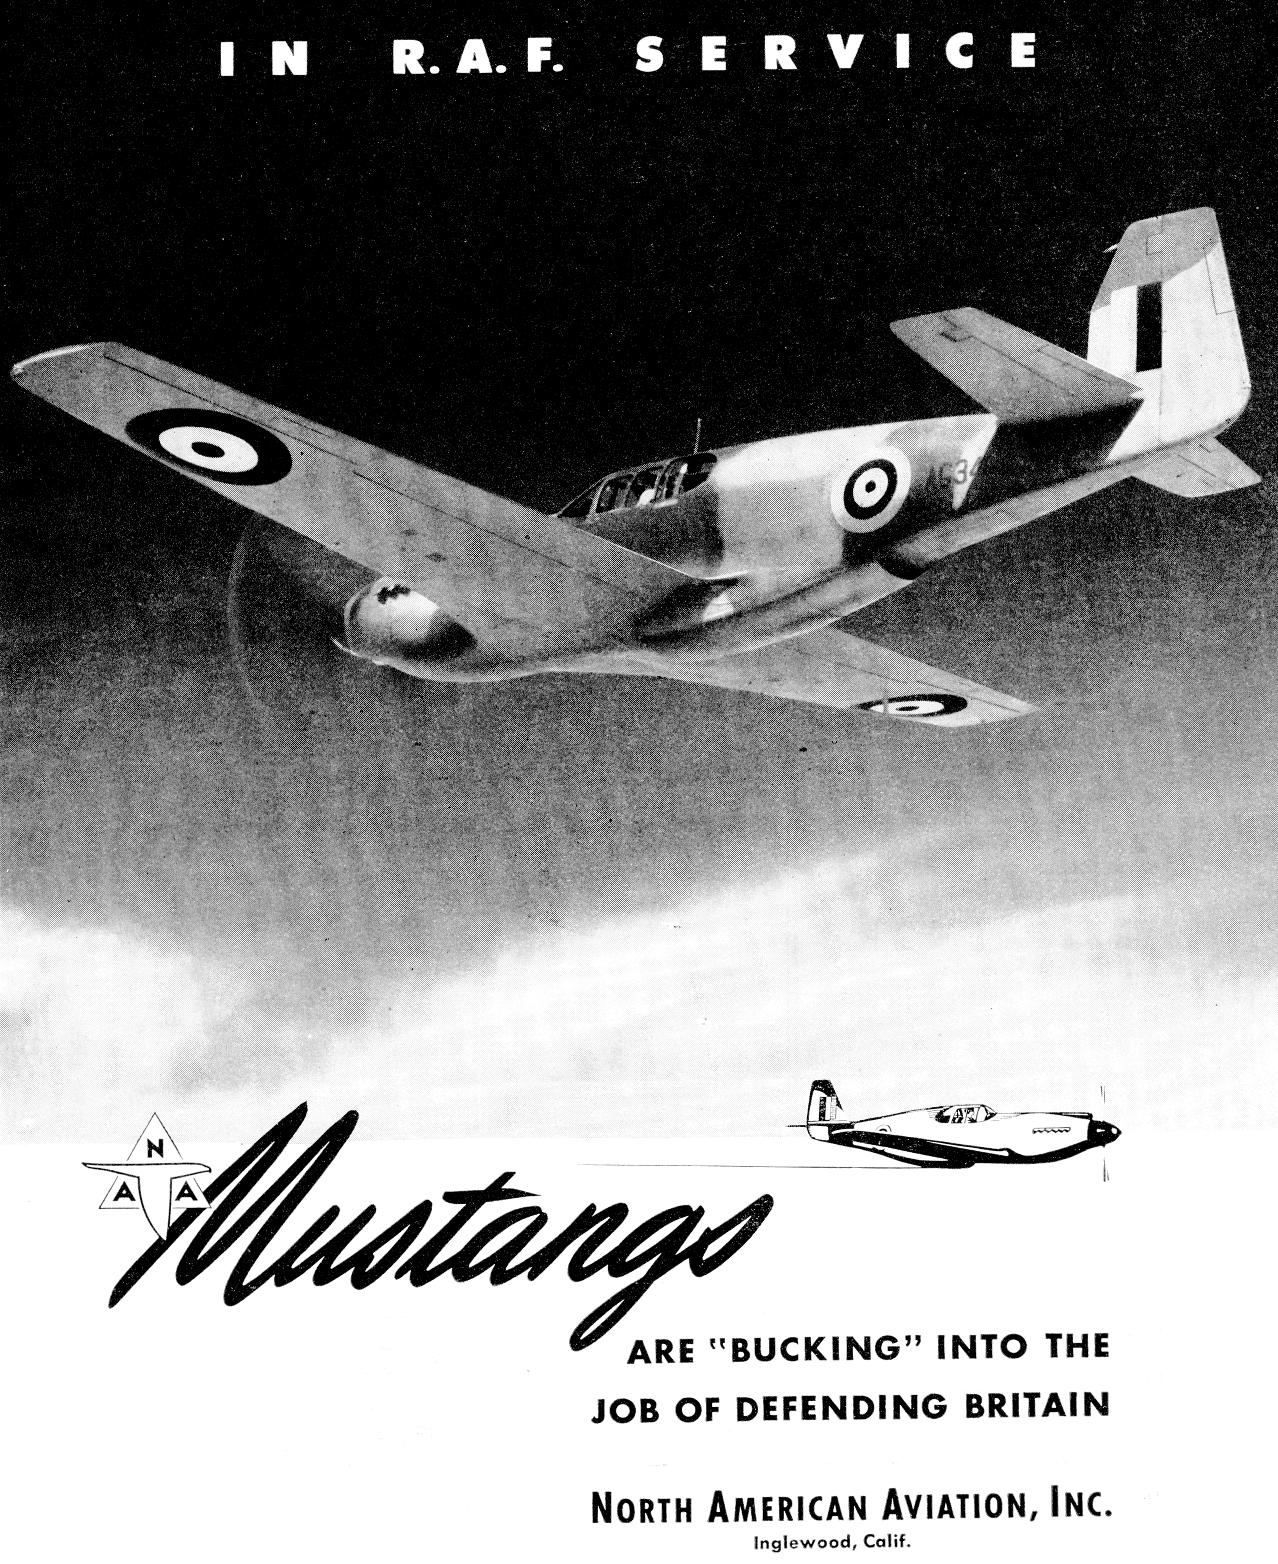 IN R.A.F. SERVICE
N
A A
Mustangs
ARE "BUCKING" INTO THE
JOB OF DEFENDING BRITAIN
NORTH AMERICAN AVIATION, INC.
Inglewood, Calif.